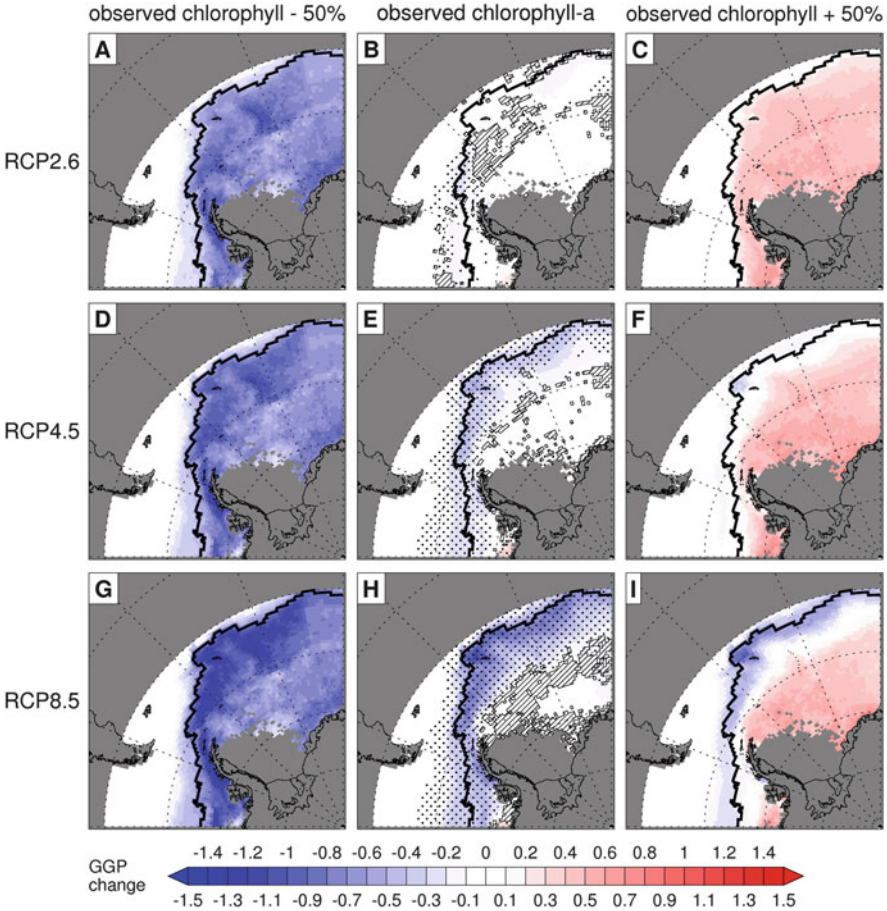 observed chlorophyll - 50%
observed chlorophyll-a
observed chlorophyll + 50%
A
B
C
RCP2.6
D
E
F
RCP4.5
G
H
I
RCP8.5
GGP change
-1.4 -1.2 -1 -0.8 -0.6 -0.4 -0.2 0 0.2 0.4 0.6 0.8 1 1.2 1.4
-1.5 -1.3 -1.1 -0.9 -0.7 -0.5 -0.3 -0.1 0.1 0.3 0.5 0.7 0.9 1.1 1.3 1.5